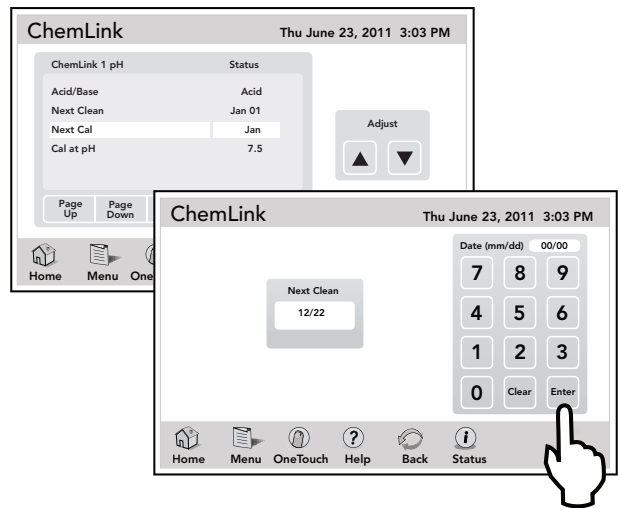 ChemLink Thu June 23, 2011 3:03 PM
ChemLink 1 pH Status
Acid/Base Acid
Next Clean Jan 01
Next Cal Jan
Cal at pH 7.5
Adjust
Page Up Page Down
Home Menu One
ChemLink Thu June 23, 2011 3:03 PM
Date (mm/dd) 00/00
Next Clean
12/22
7 8 9
4 5 6
1 2 3
0 Clear Enter
Home Menu OneTouch Help Back Status